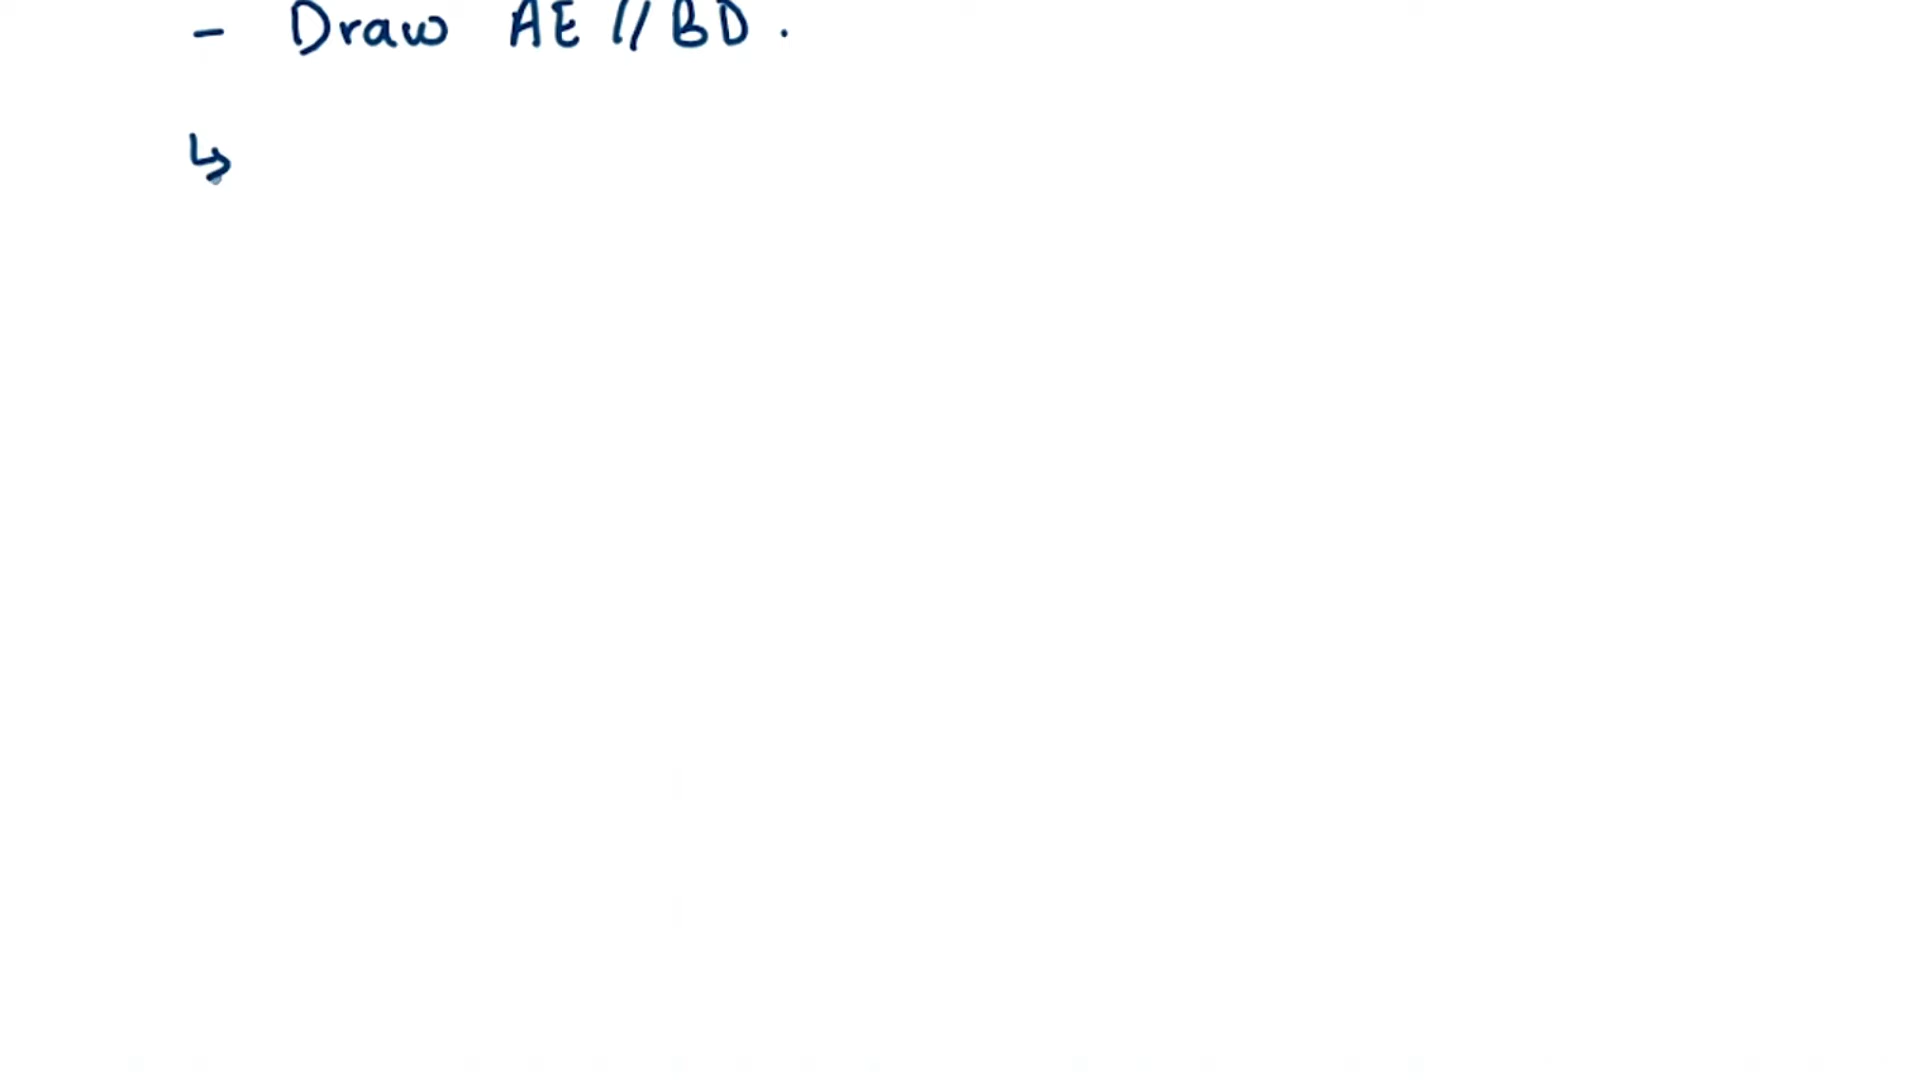 - Draw AE // BD .
↳